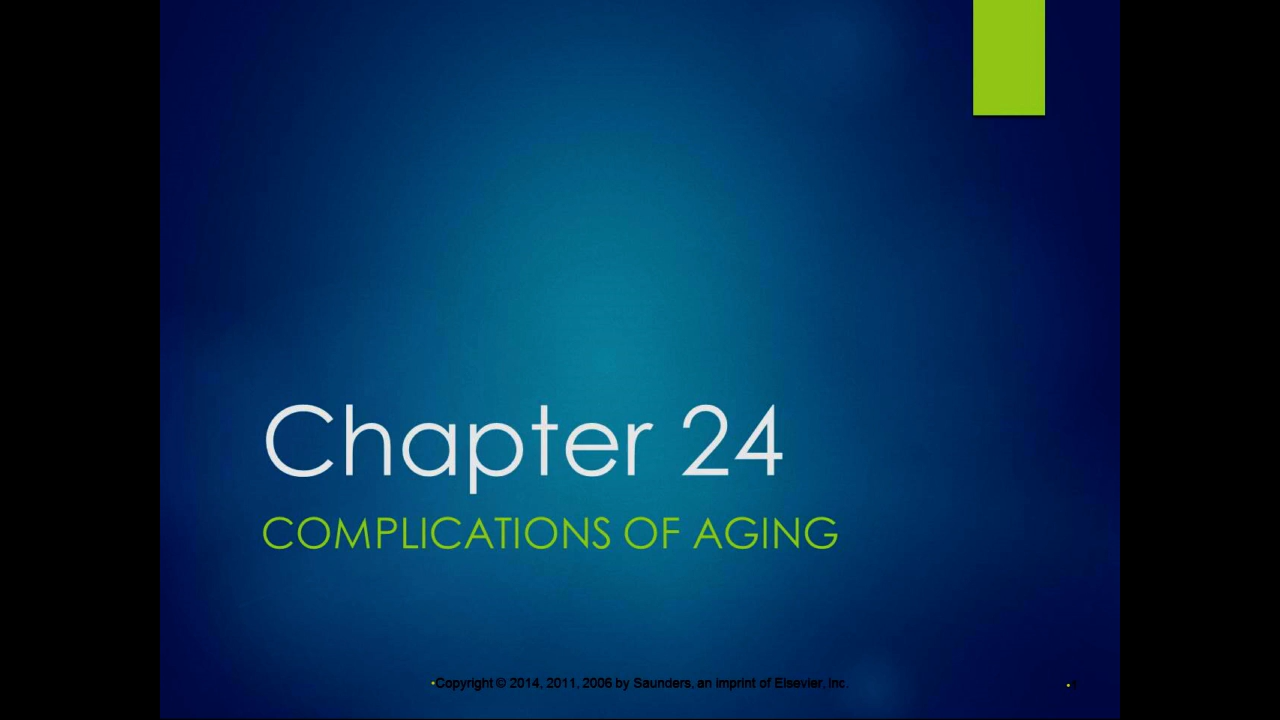 Chapter 24
COMPLICATIONS OF AGING
•Copyright © 2014, 2011, 2006 by Saunders, an imprint of Elsevier, Inc.